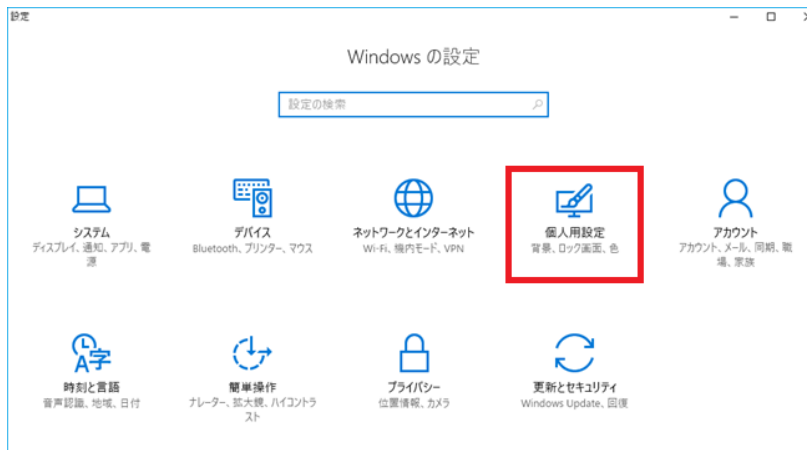 設定
Windows の設定
設定の検索
システム
ディスプレイ、通知、アプリ、電
源
デバイス
Bluetooth、プリンター、マウス
ネットワークとインターネット
Wi-Fi、機内モード、VPN
個人用設定
背景、ロック画面、色
アカウント
アカウント、メール、同期、職
場、家族
時刻と言語
音声認識、地域、日付
簡単操作
ナレーター、拡大鏡、ハイコントラ
スト
プライバシー
位置情報、カメラ
更新とセキュリティ
Windows Update、回復